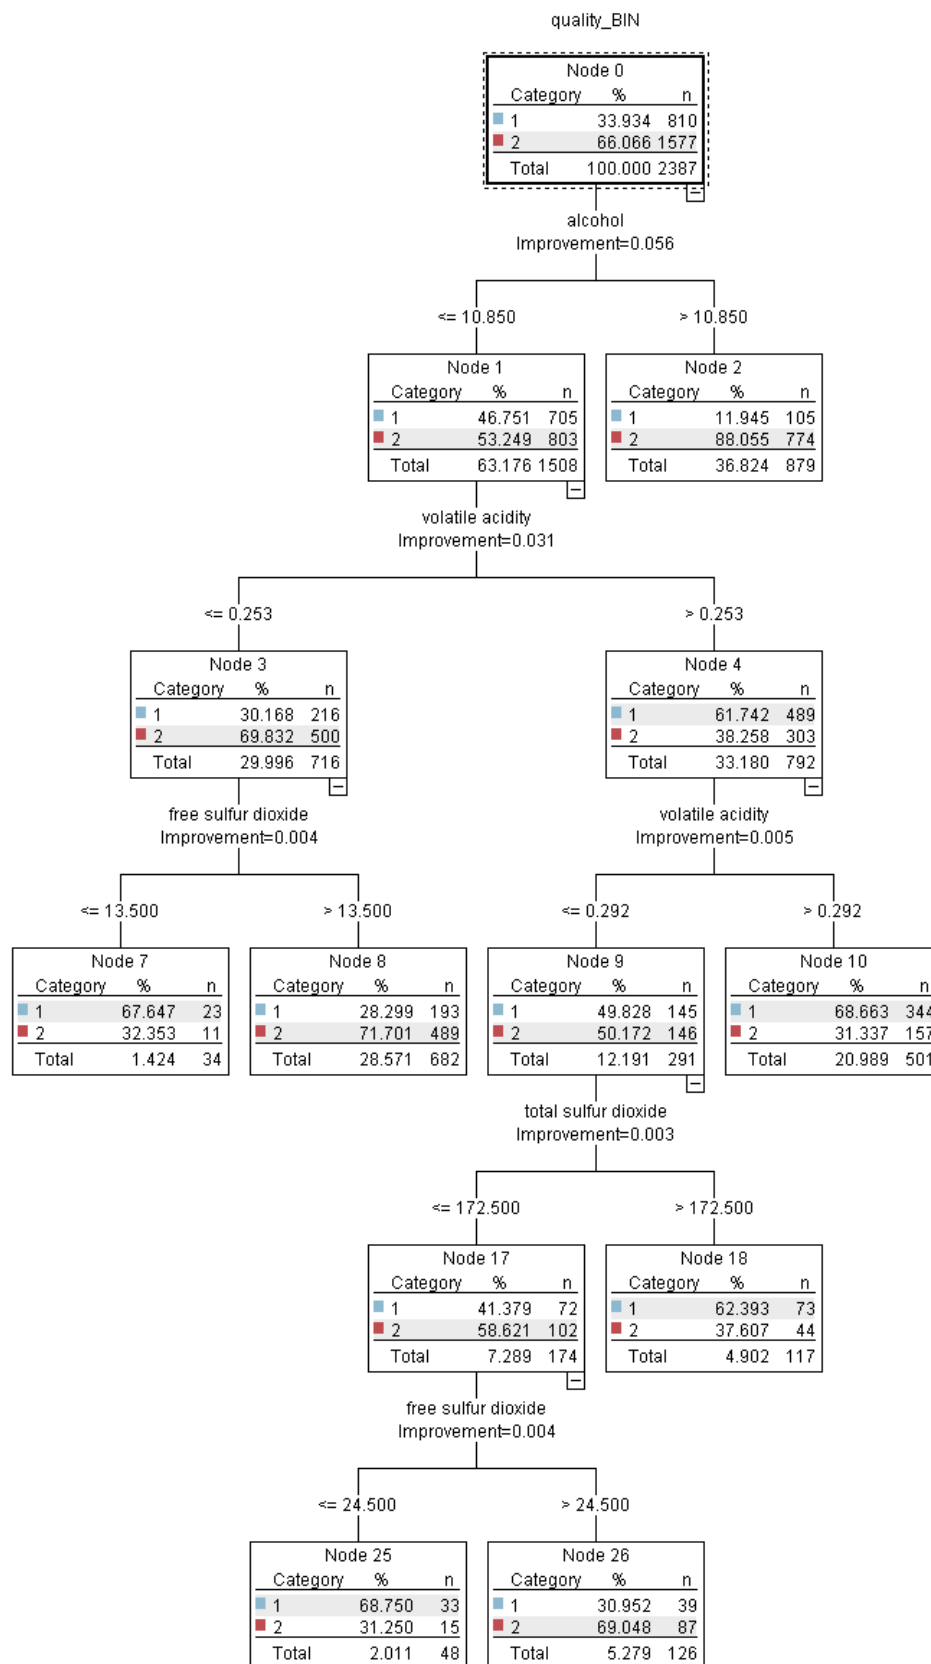 quality_BIN
Node 0
Category % n
1 33.934 810
2 66.066 1577
Total 100.000 2387
alcohol
Improvement=0.056
<= 10.850 > 10.850
Node 1
Category % n
1 46.751 705
2 53.249 803
Total 63.176 1508
Node 2
Category % n
1 11.945 105
2 88.055 774
Total 36.824 879
volatile acidity
Improvement=0.031
<= 0.253 > 0.253
Node 3
Category % n
1 30.168 216
2 69.832 500
Total 29.996 716
Node 4
Category % n
1 61.742 489
2 38.258 303
Total 33.180 792
free sulfur dioxide
Improvement=0.004
volatile acidity
Improvement=0.005
<= 13.500 > 13.500 <= 0.292 > 0.292
Node 7
Category % n
1 67.647 23
2 32.353 11
Total 1.424 34
Node 8
Category % n
1 28.299 193
2 71.701 489
Total 28.571 682
Node 9
Category % n
1 49.828 145
2 50.172 146
Total 12.191 291
Node 10
Category % n
1 68.663 344
2 31.337 157
Total 20.989 501
total sulfur dioxide
Improvement=0.003
<= 172.500 > 172.500
Node 17
Category % n
1 41.379 72
2 58.621 102
Total 7.289 174
Node 18
Category % n
1 62.393 73
2 37.607 44
Total 4.902 117
free sulfur dioxide
Improvement=0.004
<= 24.500 > 24.500
Node 25
Category % n
1 68.750 33
2 31.250 15
Total 2.011 48
Node 26
Category % n
1 30.952 39
2 69.048 87
Total 5.279 126